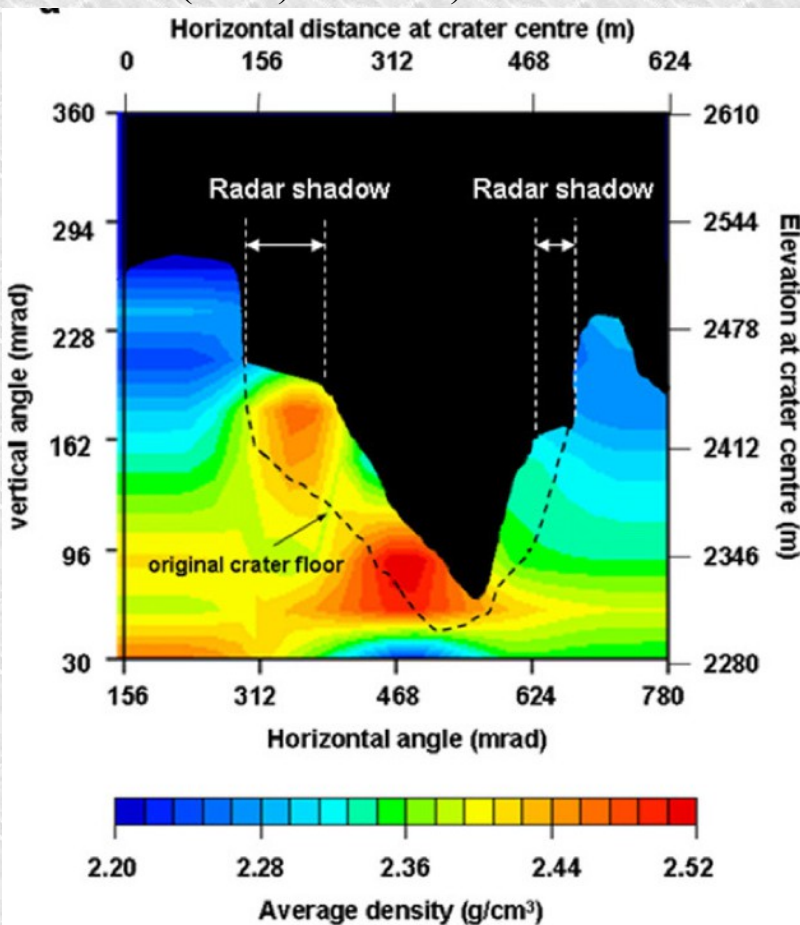 Horizontal distance at crater centre (m)
0 156 312 468 624
360 2610
Radar shadow Radar shadow
294 2544
228 2478
162 2412
96 2346
original crater floor
30 2280
vertical angle (mrad)
Elevation at crater centre (m)
156 312 468 624 780
Horizontal angle (mrad)
2.20 2.28 2.36 2.44 2.52
Average density (g/cm³)